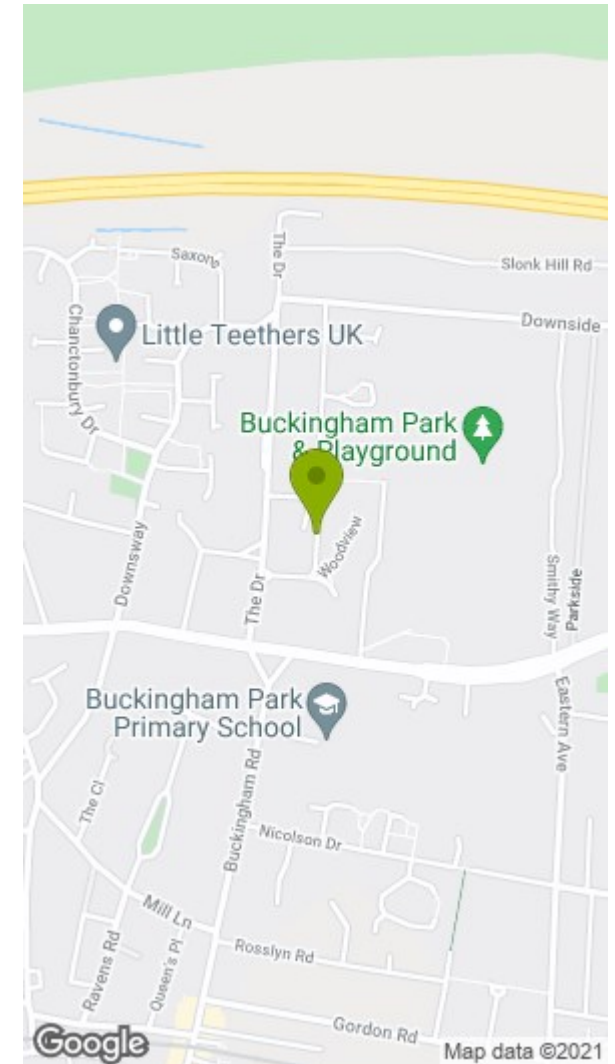 The Dr
Saxons
Slonk Hill Rd
Downside
Chanctonbury Dr
Little Teethers UK
Buckingham Park
& Playground
Woodview
Downsway
The Dr
Smithy Way
Parkside
Eastern Ave
Buckingham Park
Primary School
The Cl
Buckingham Rd
Nicolson Dr
Mill Ln
Ravens Rd
Queen's Pl
Rosslyn Rd
Gordon Rd
Google
Map data ©2021